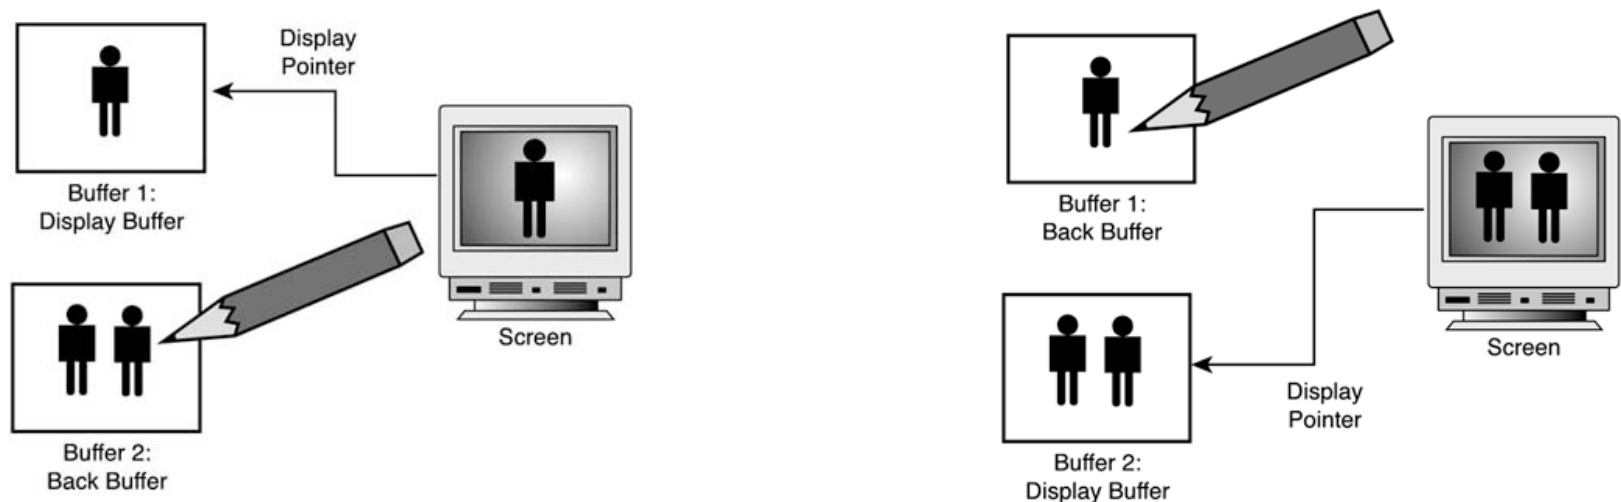 Display
Pointer
Buffer 1:
Display Buffer
Screen
Buffer 2:
Back Buffer
Buffer 1:
Back Buffer
Screen
Display
Pointer
Buffer 2:
Display Buffer